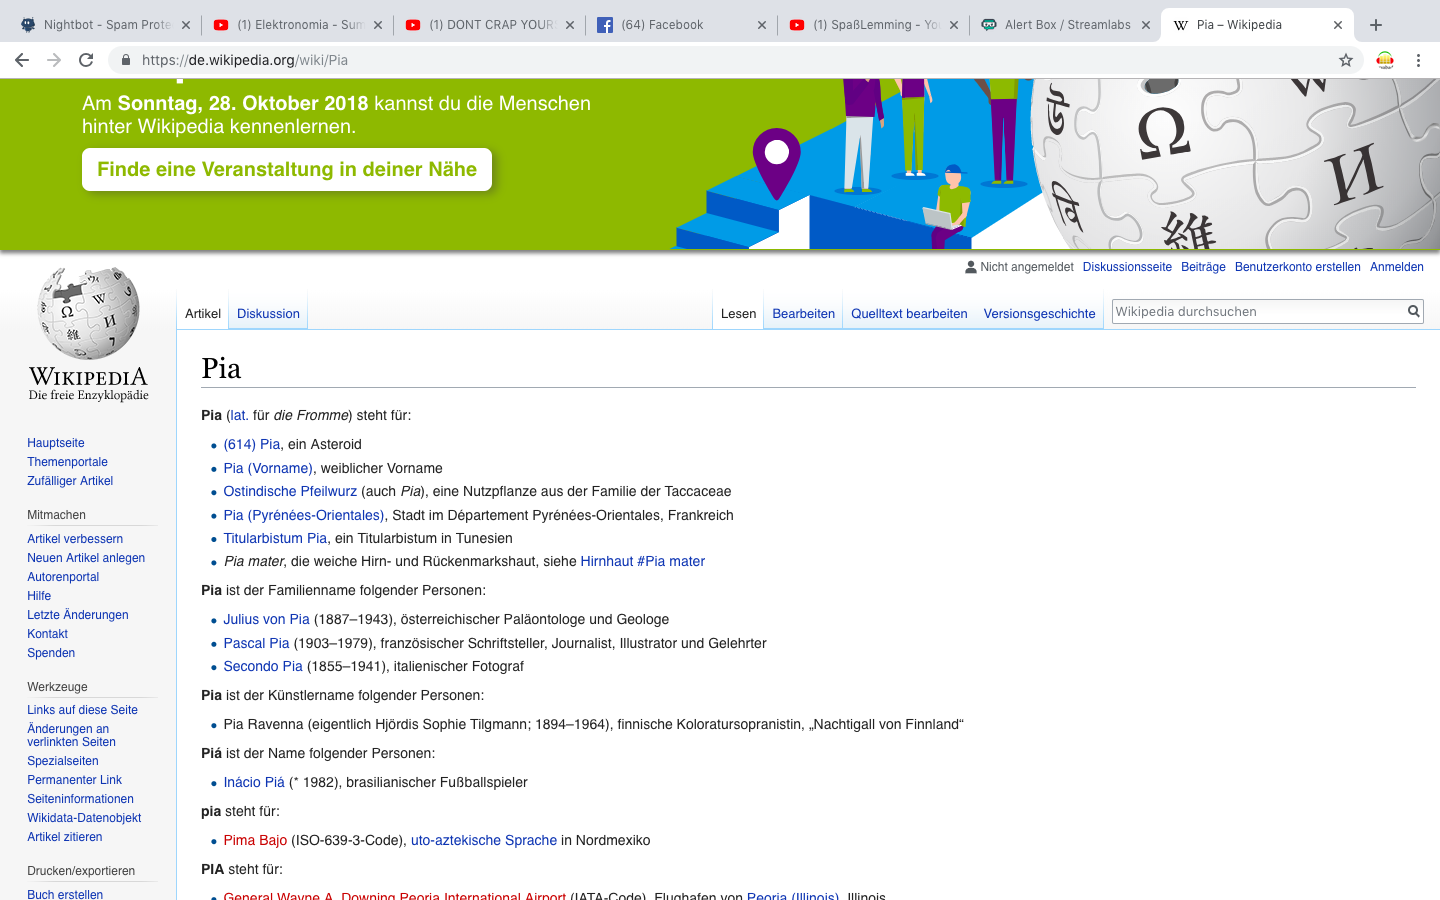 Nightbot - Spam Prote
(1) Elektronomia - Sum
(1) DONT CRAP YOUR
(64) Facebook
(1) SpaßLemming - You
Alert Box / Streamlabs
Pia – Wikipedia
https://de.wikipedia.org/wiki/Pia
Am Sonntag, 28. Oktober 2018 kannst du die Menschen
hinter Wikipedia kennenlernen.
Finde eine Veranstaltung in deiner Nähe
Ω
И
維
Nicht angemeldet Diskussionsseite Beiträge Benutzerkonto erstellen Anmelden
Ω
W
И
維
WIKIPEDIA
Die freie Enzyklopädie
Artikel Diskussion Lesen Bearbeiten Quelltext bearbeiten Versionsgeschichte Wikipedia durchsuchen
Hauptseite
Themenportale
Zufälliger Artikel
Mitmachen
Artikel verbessern
Neuen Artikel anlegen
Autorenportal
Hilfe
Letzte Änderungen
Kontakt
Spenden
Werkzeuge
Links auf diese Seite
Änderungen an
verlinkten Seiten
Spezialseiten
Permanenter Link
Seiteninformationen
Wikidata-Datenobjekt
Artikel zitieren
Drucken/exportieren
Buch erstellen
Pia
Pia (lat. für die Fromme) steht für:
(614) Pia, ein Asteroid
Pia (Vorname), weiblicher Vorname
Ostindische Pfeilwurz (auch Pia), eine Nutzpflanze aus der Familie der Taccaceae
Pia (Pyrénées-Orientales), Stadt im Département Pyrénées-Orientales, Frankreich
Titularbistum Pia, ein Titularbistum in Tunesien
Pia mater, die weiche Hirn- und Rückenmarkshaut, siehe Hirnhaut #Pia mater
Pia ist der Familienname folgender Personen:
Julius von Pia (1887–1943), österreichischer Paläontologe und Geologe
Pascal Pia (1903–1979), französischer Schriftsteller, Journalist, Illustrator und Gelehrter
Secondo Pia (1855–1941), italienischer Fotograf
Pia ist der Künstlername folgender Personen:
Pia Ravenna (eigentlich Hjördis Sophie Tilgmann; 1894–1964), finnische Koloratursopranistin, „Nachtigall von Finnland“
Piá ist der Name folgender Personen:
Inácio Piá (* 1982), brasilianischer Fußballspieler
pia steht für:
Pima Bajo (ISO-639-3-Code), uto-aztekische Sprache in Nordmexiko
PIA steht für:
General Wayne A. Downing Peoria International Airport (IATA-Code), Flughafen von Peoria (Illinois), Illinois